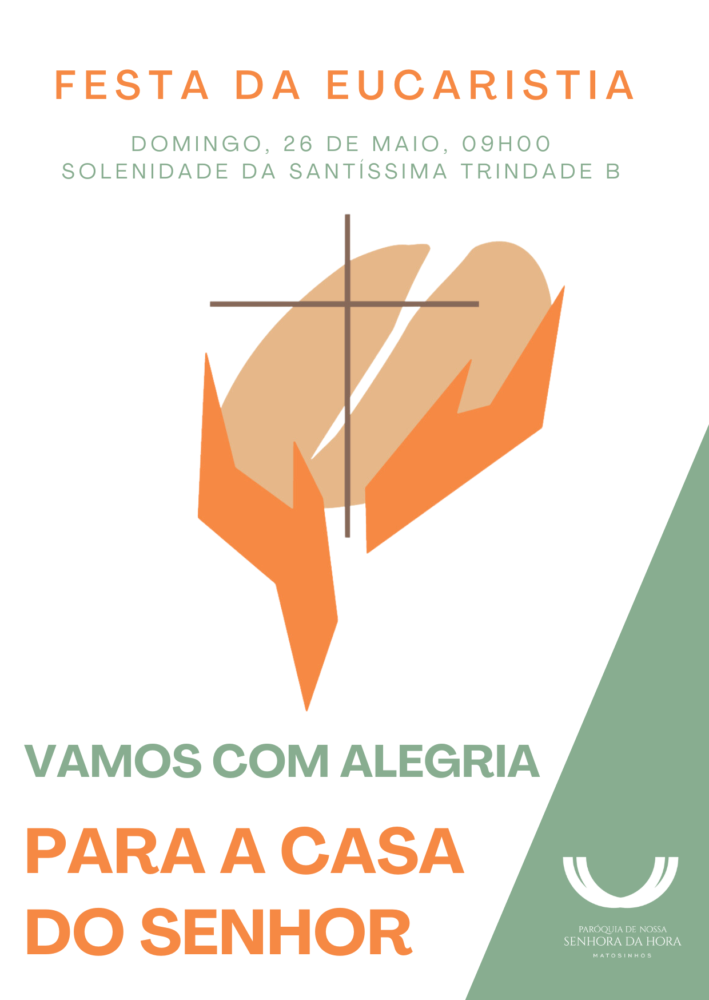 FESTA DA EUCARISTIA
DOMINGO, 26 DE MAIO, 09H00
SOLENIDADE DA SANTÍSSIMA TRINDADE B
VAMOS COM ALEGRIA
PARA A CASA
DO SENHOR
PARÓQUIA DE NOSSA
SENHORA DA HORA
MATOSINHOS